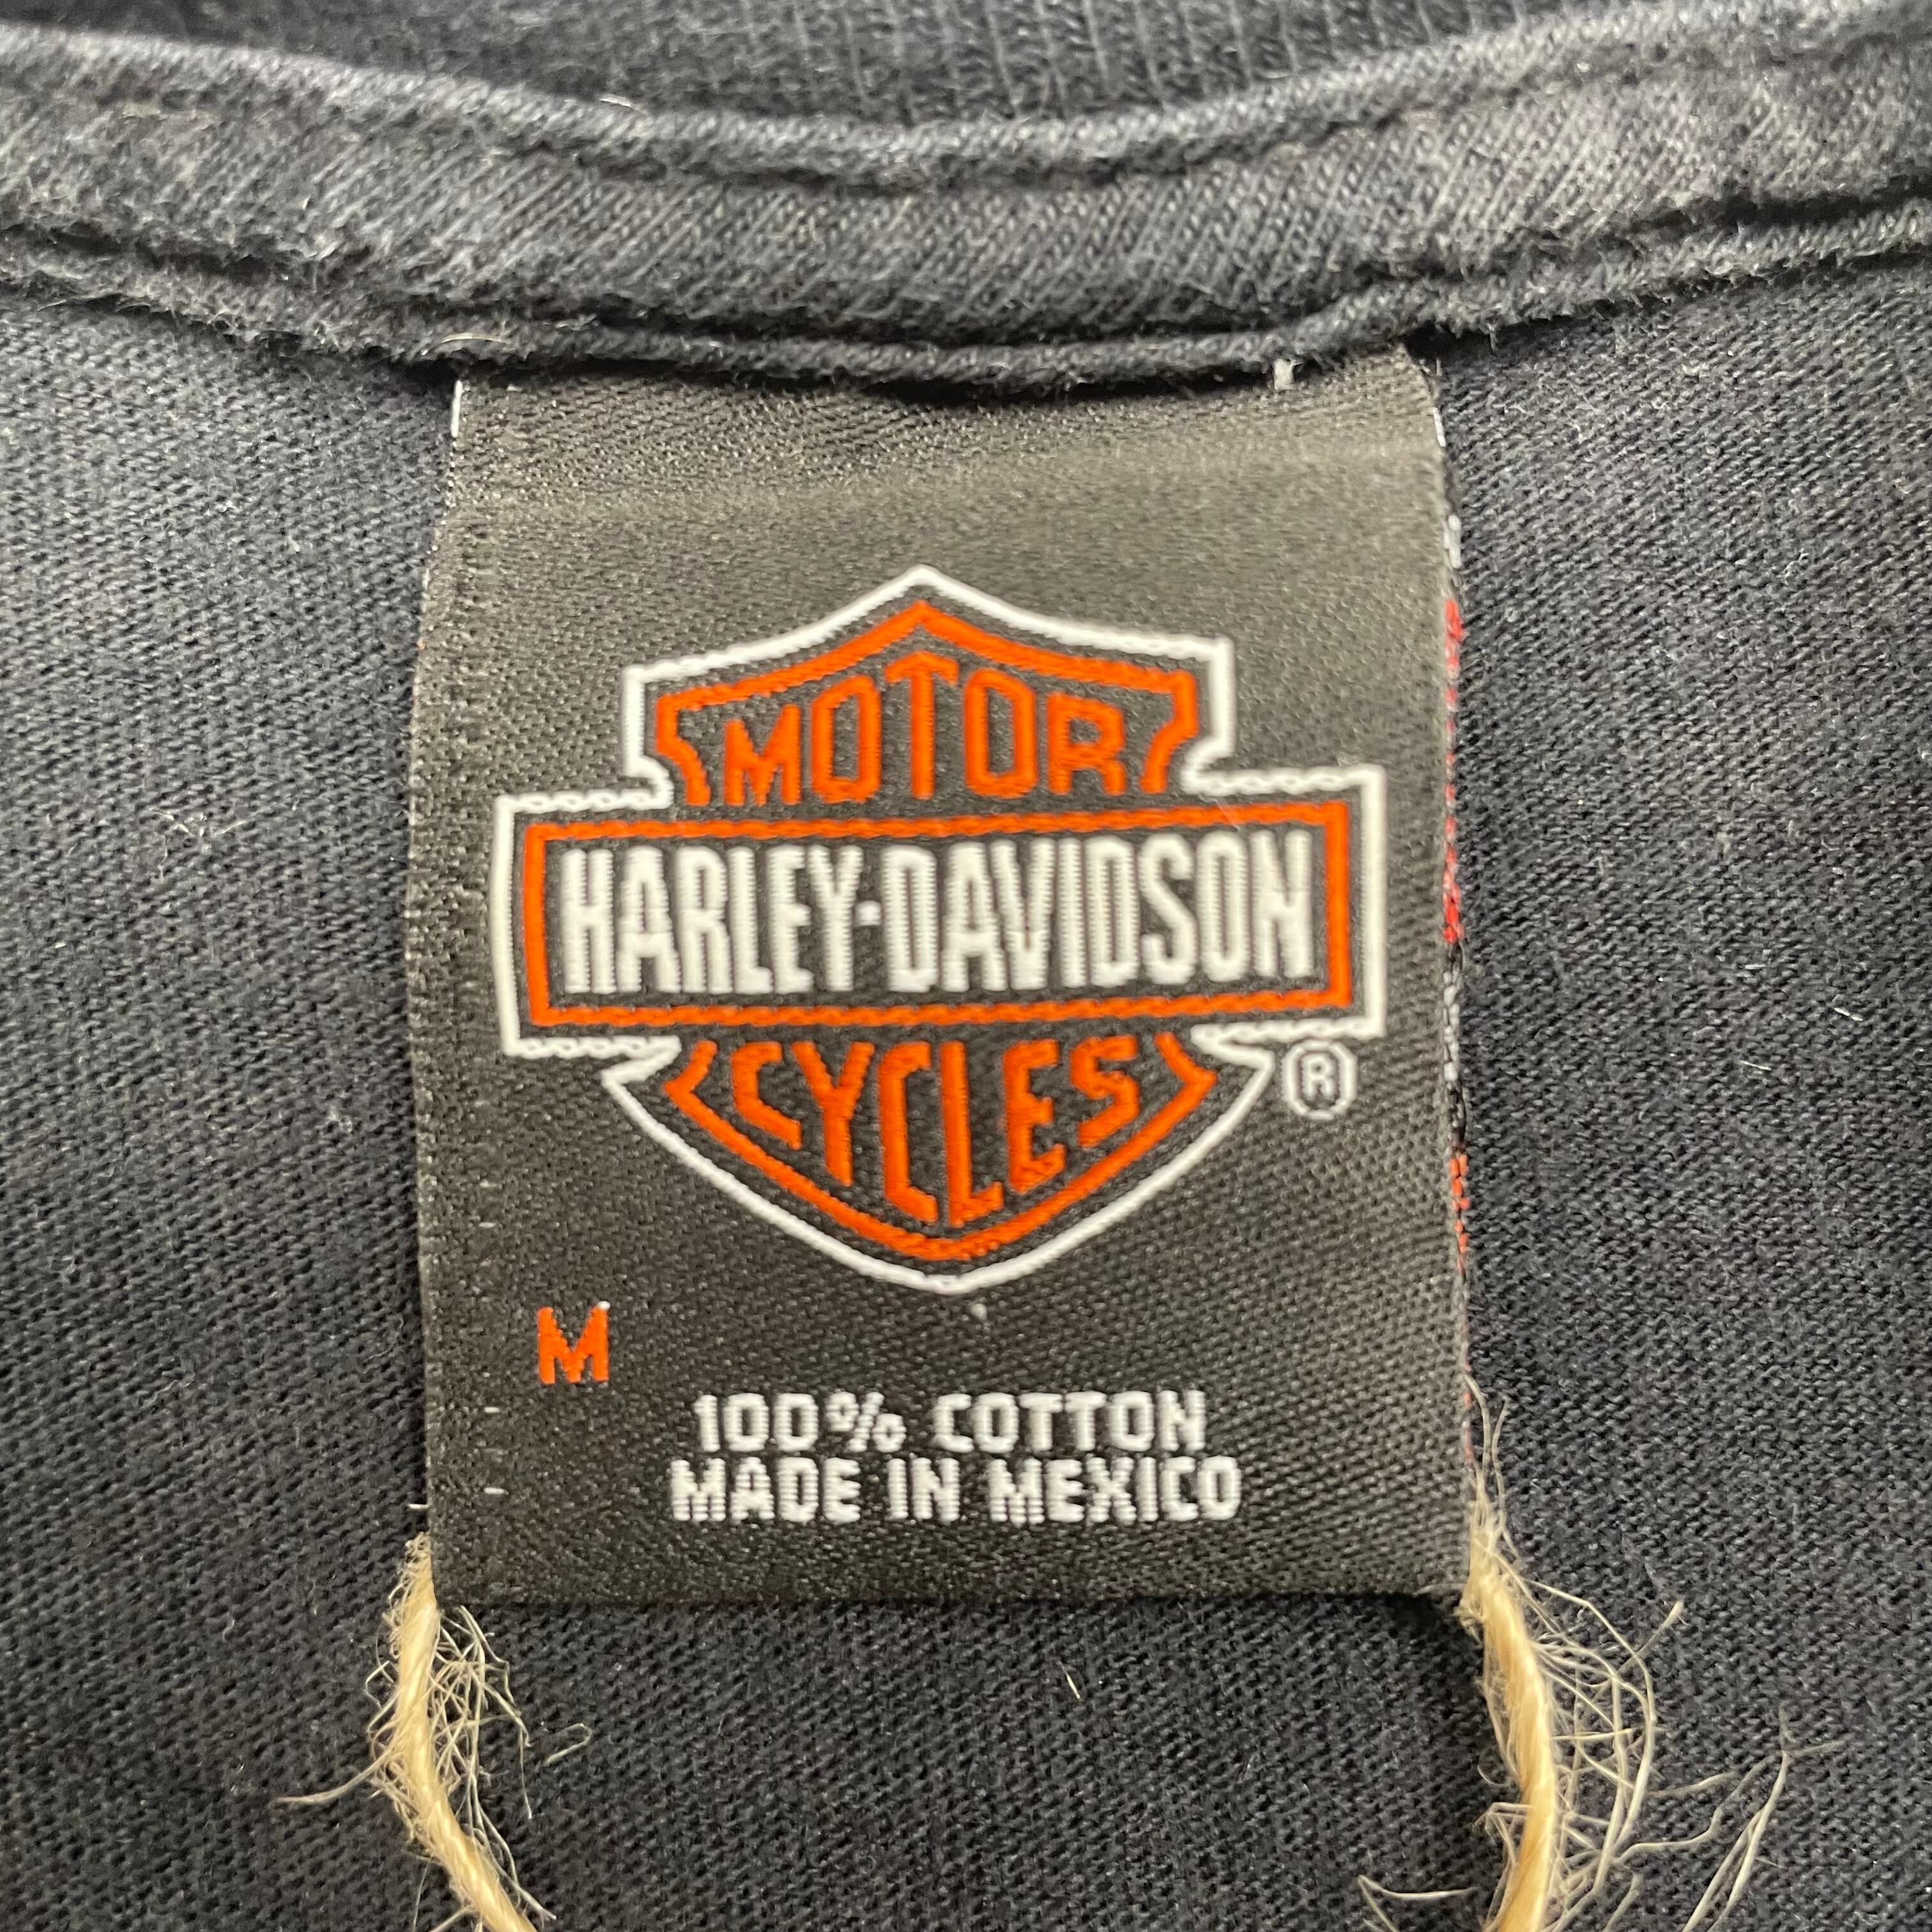 MOTOR
HARLEY-DAVIDSON
CYCLES
®
M
100% COTTON
MADE IN MEXICO